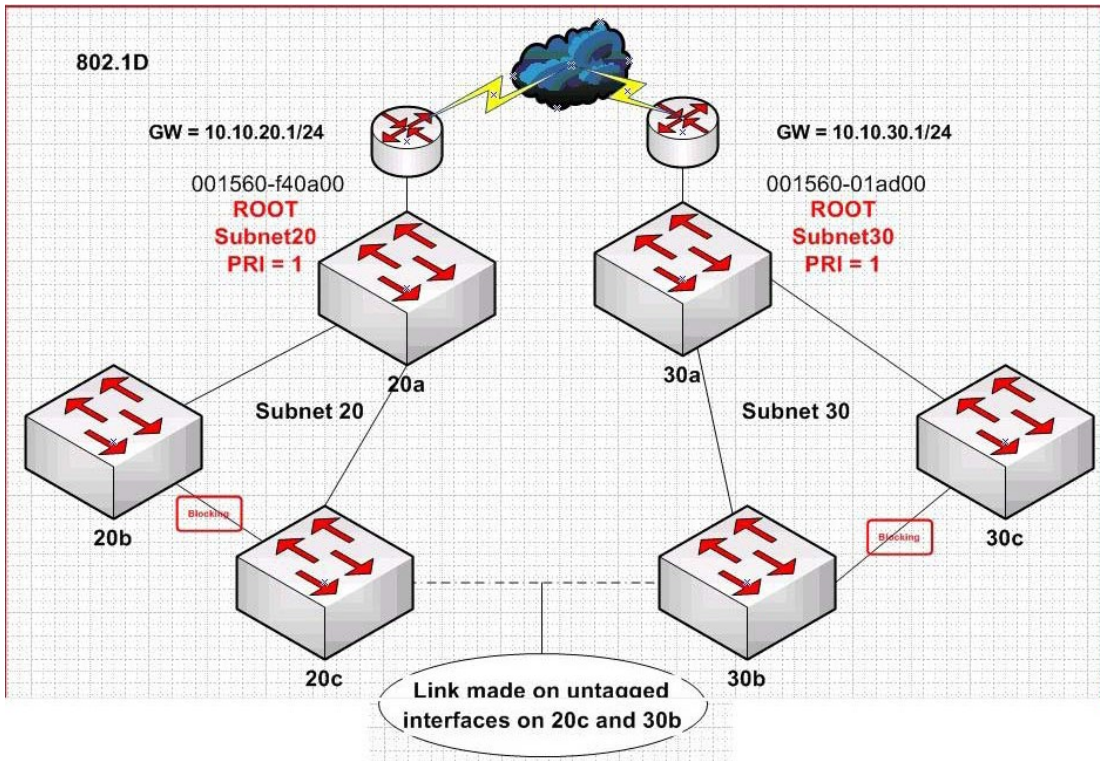 802.1D
GW = 10.10.20.1/24
GW = 10.10.30.1/24
001560-f40a00
ROOT
Subnet20
PRI = 1
001560-01ad00
ROOT
Subnet30
PRI = 1
20a
30a
Subnet 20
Subnet 30
Blocking
Blocking
20b
30c
20c
30b
Link made on untagged
interfaces on 20c and 30b